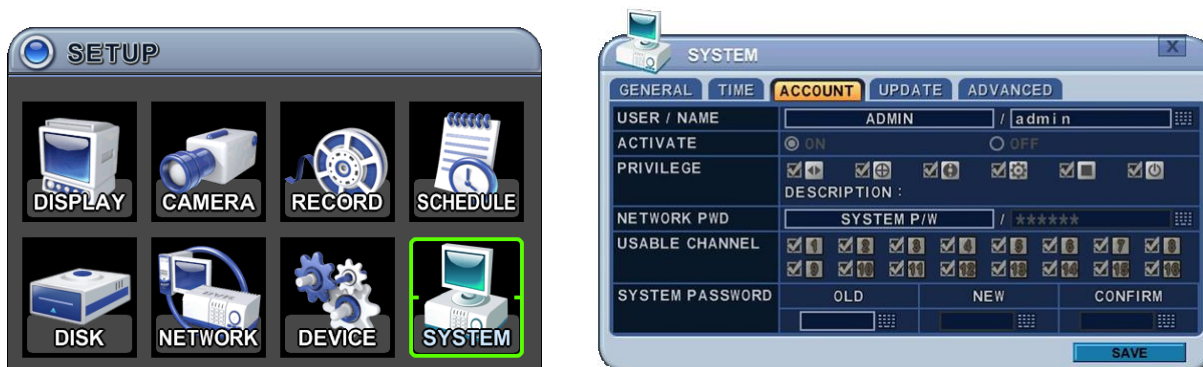 SETUP
DISPLAY CAMERA RECORD SCHEDULE
DISK NETWORK DEVICE SYSTEM
SYSTEM X
GENERAL TIME ACCOUNT UPDATE ADVANCED
USER / NAME ADMIN / admin
ACTIVATE ON OFF
PRIVILEGE
DESCRIPTION :
NETWORK PWD SYSTEM P/W / ******
USABLE CHANNEL 1 2 3 4 5 6 7 8
9 10 11 12 13 14 15 16
SYSTEM PASSWORD OLD NEW CONFIRM
SAVE